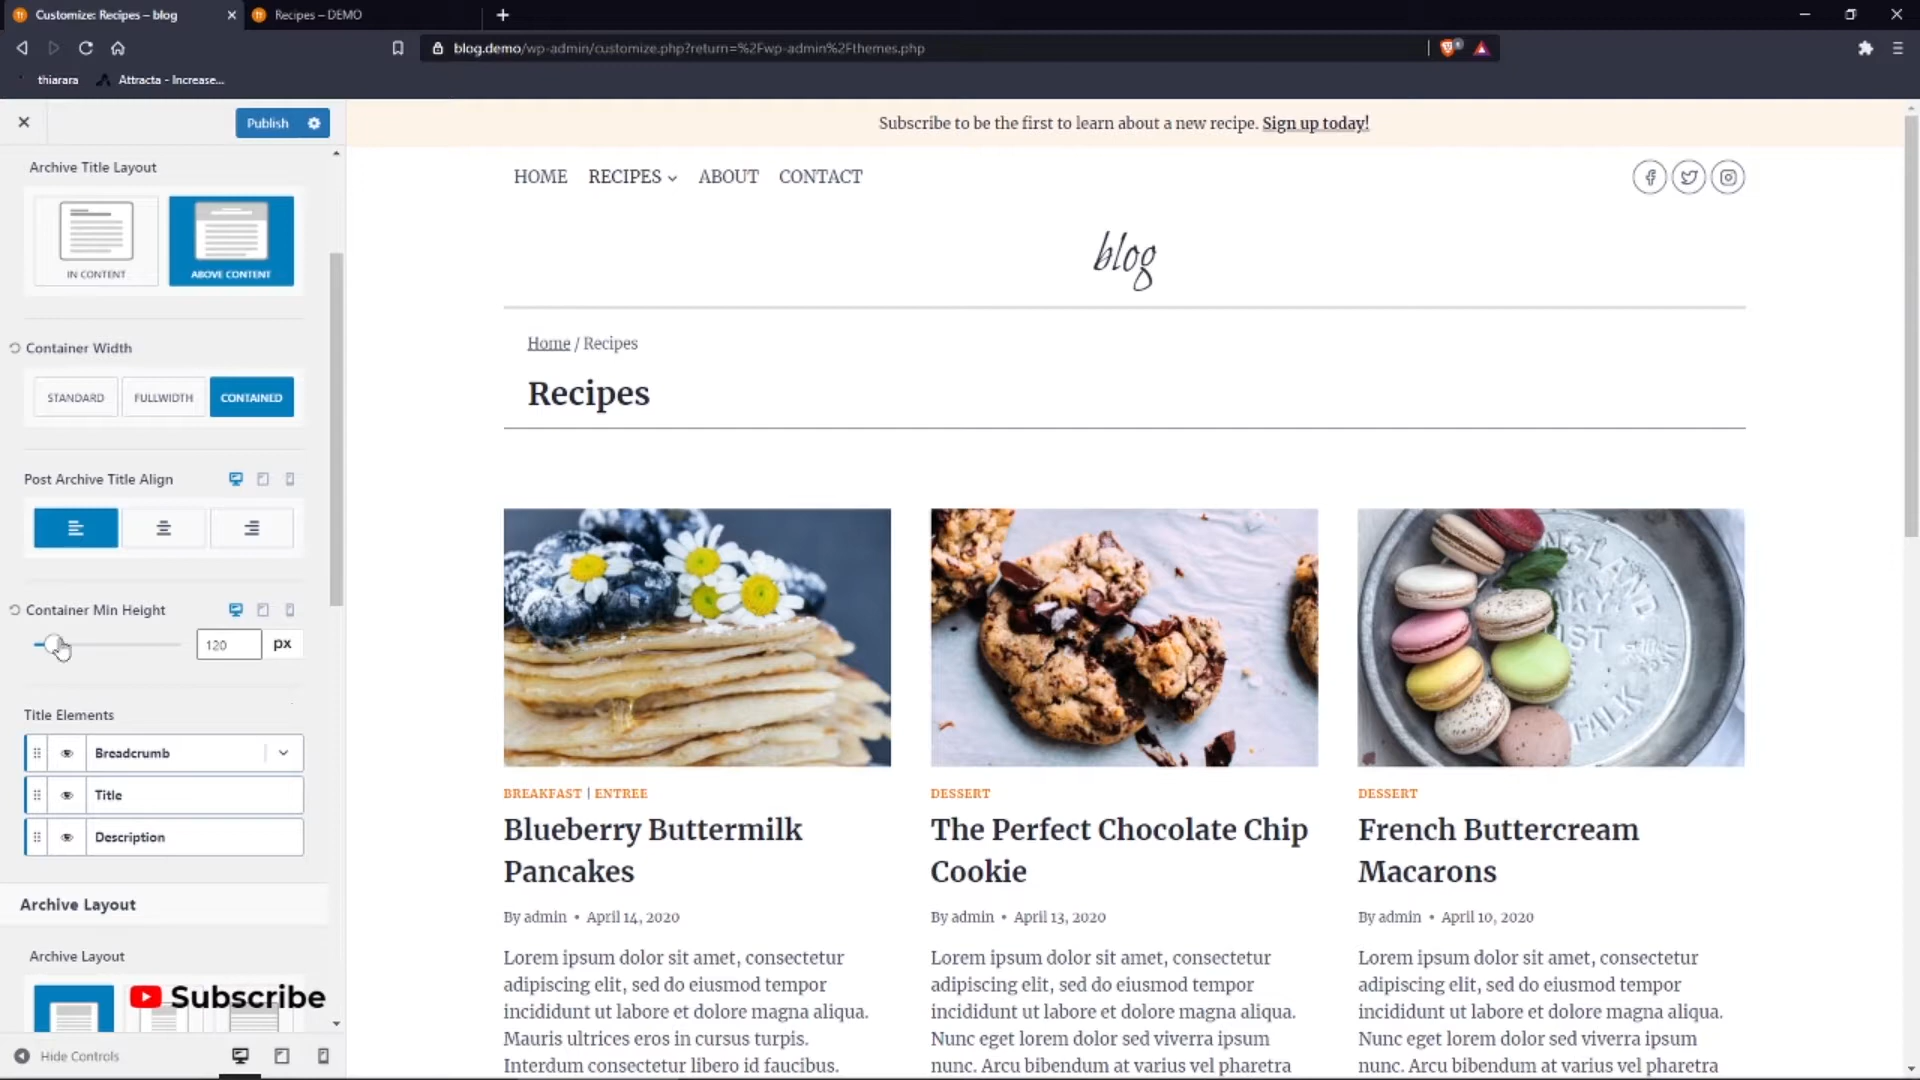 Customize: Recipes – blog
Recipes – DEMO
blog.demo/wp-admin/customize.php?return=%2Fwp-admin%2Fthemes.php
thiarara
Attracta - Increase...
Publish
Archive Title Layout
IN CONTENT
ABOVE CONTENT
Container Width
STANDARD
FULLWIDTH
CONTAINED
Post Archive Title Align
Container Min Height
120
px
Title Elements
Breadcrumb
Title
Description
Archive Layout
Archive Layout
Subscribe
Hide Controls
Subscribe to be the first to learn about a new recipe. Sign up today!
HOME
RECIPES
ABOUT
CONTACT
blog
Home / Recipes
Recipes
BREAKFAST | ENTREE
Blueberry Buttermilk
Pancakes
By admin • April 14, 2020
Lorem ipsum dolor sit amet, consectetur
adipiscing elit, sed do eiusmod tempor
incididunt ut labore et dolore magna aliqua.
Mauris ultrices eros in cursus turpis.
Interdum consectetur libero id faucibus.
DESSERT
The Perfect Chocolate Chip
Cookie
By admin • April 13, 2020
Lorem ipsum dolor sit amet, consectetur
adipiscing elit, sed do eiusmod tempor
incididunt ut labore et dolore magna aliqua.
Nunc eget lorem dolor sed viverra ipsum
nunc. Arcu bibendum at varius vel pharetra
DESSERT
French Buttercream
Macarons
By admin • April 10, 2020
Lorem ipsum dolor sit amet, consectetur
adipiscing elit, sed do eiusmod tempor
incididunt ut labore et dolore magna aliqua.
Nunc eget lorem dolor sed viverra ipsum
nunc. Arcu bibendum at varius vel pharetra